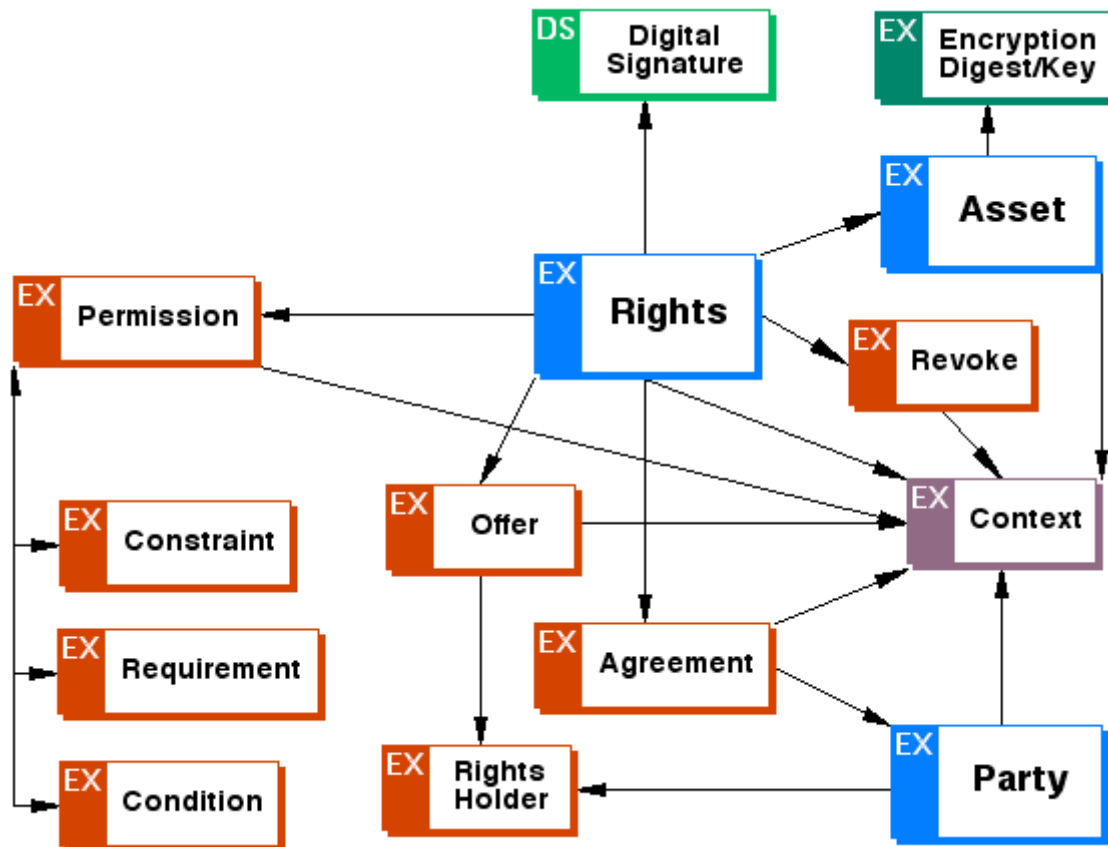 DS
Digital
Signature
EX
Encryption
Digest/Key
EX
Asset
EX
Permission
EX
Rights
EX
Revoke
EX
Constraint
EX
Offer
EX
Context
EX
Requirement
EX
Agreement
EX
Condition
EX
Rights
Holder
EX
Party